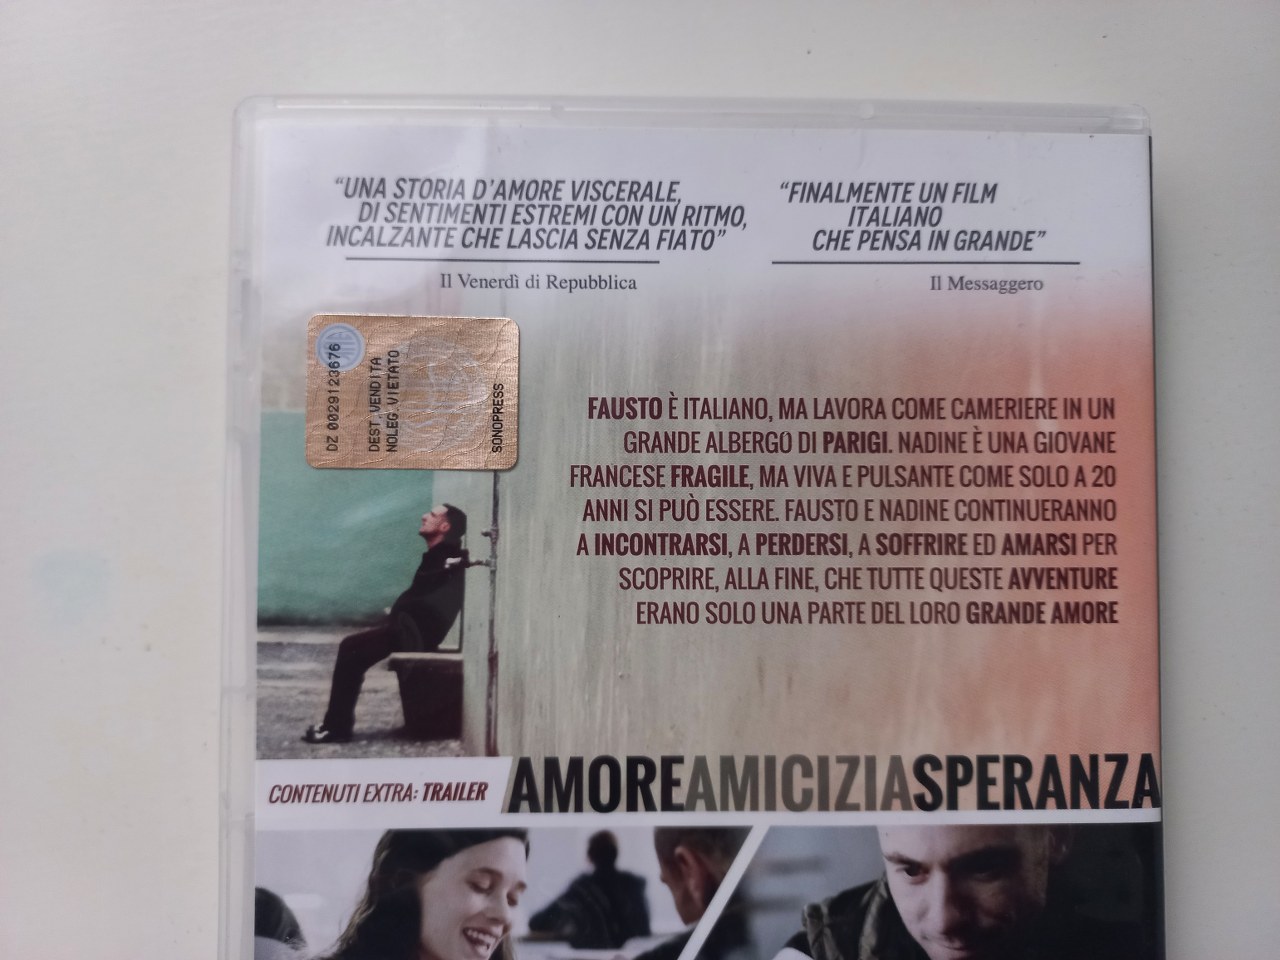 “UNA STORIA D’AMORE VISCERALE,
DI SENTIMENTI ESTREMI CON UN RITMO,
INCALZANTE CHE LASCIA SENZA FIATO”
Il Venerdì di Repubblica
“FINALMENTE UN FILM
ITALIANO
CHE PENSA IN GRANDE”
Il Messaggero
DZ 0029123676
DEST.VENDITA
NOLEG.VIETATO
SONOPRESS
FAUSTO È ITALIANO, MA LAVORA COME CAMERIERE IN UN
GRANDE ALBERGO DI PARIGI. NADINE È UNA GIOVANE
FRANCESE FRAGILE, MA VIVA E PULSANTE COME SOLO A 20
ANNI SI PUÒ ESSERE. FAUSTO E NADINE CONTINUERANNO
A INCONTRARSI, A PERDERSI, A SOFFRIRE ED AMARSI PER
SCOPRIRE, ALLA FINE, CHE TUTTE QUESTE AVVENTURE
ERANO SOLO UNA PARTE DEL LORO GRANDE AMORE
CONTENUTI EXTRA: TRAILER
AMOREAMICIZIASPERANZA